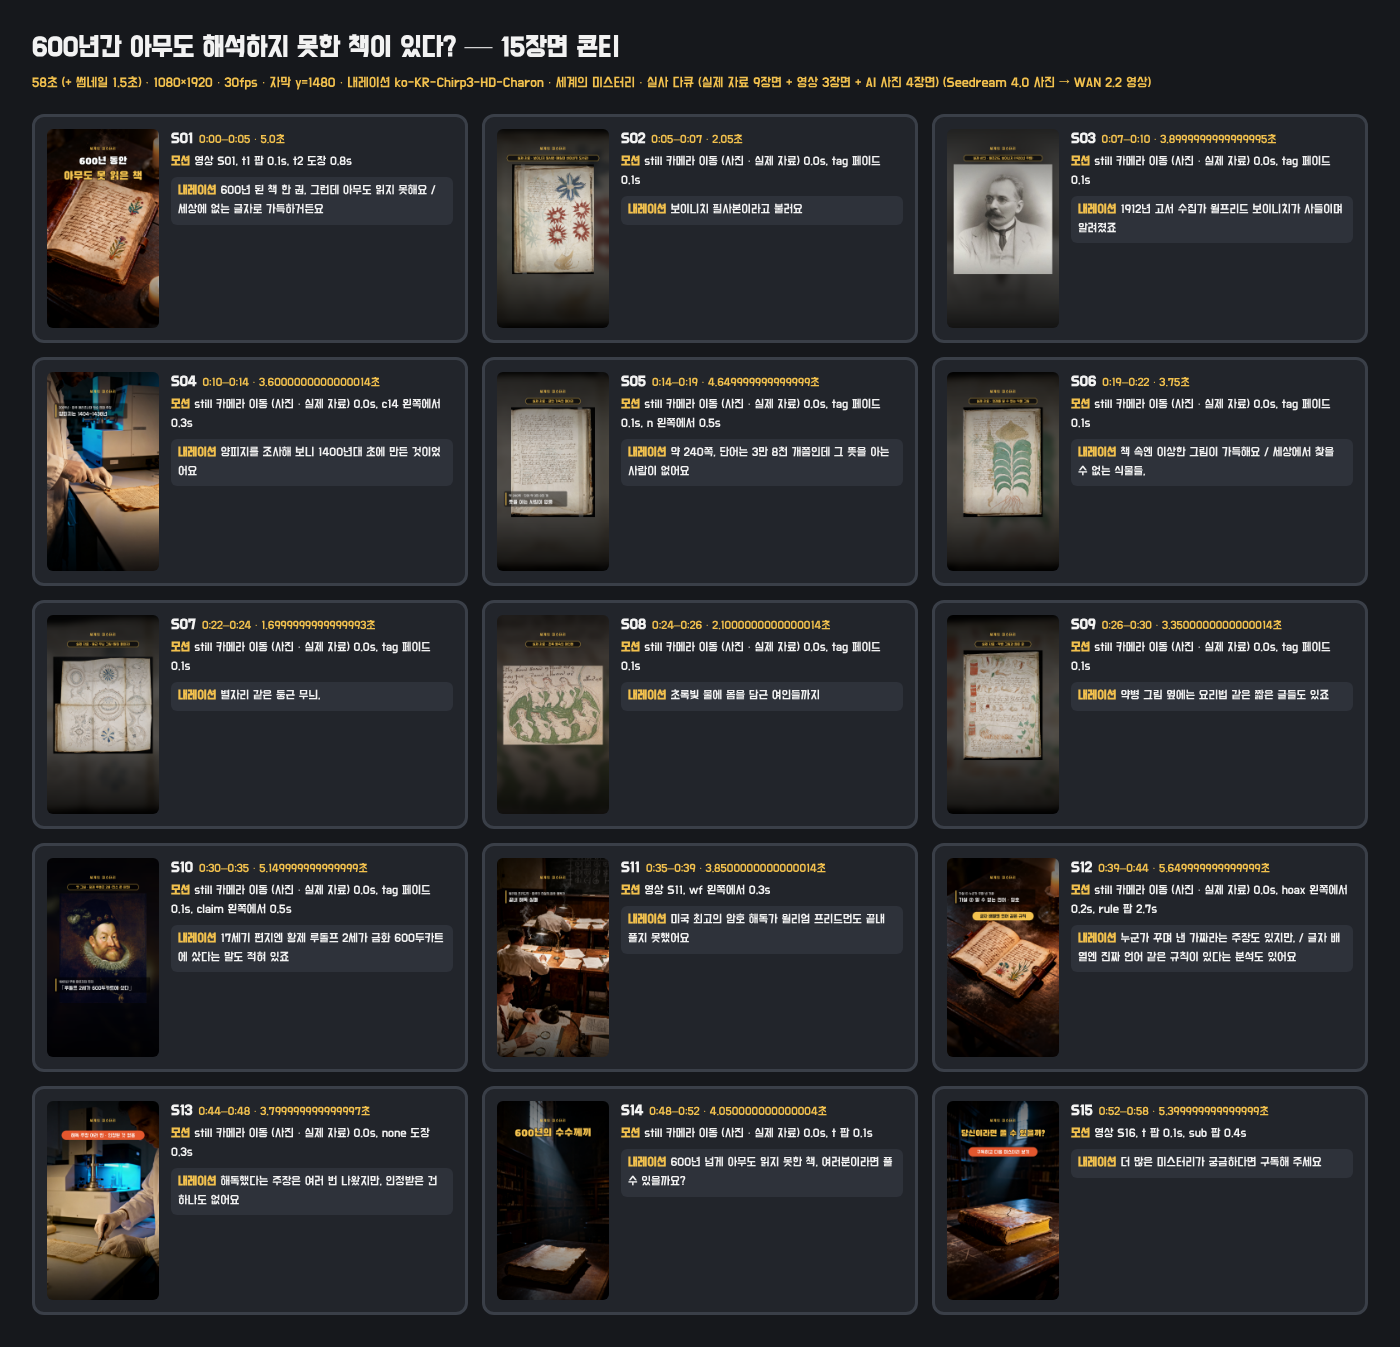 600년간 아무도 해석하지 못한 책이 있다? — 15장면 콘티
58초 (+ 썸네일 1.5초) · 1080×1920 · 30fps · 자막 y=1480 · 내레이션 ko-KR-Chirp3-HD-Charon · 세계의 미스터리 · 실사 다큐 (실제 자료 9장면 + 영상 3장면 + AI 사진 4장면) (Seedream 4.0 사진 → WAN 2.2 영상)
600년 동안
아무도 못 읽은 책
S01 0:00–0:05 · 5.0초
모션 영상 S01, t1 팝 0.1s, t2 도장 0.8s
내레이션 600년 된 책 한 권, 그런데 아무도 읽지 못해요 /
세상에 없는 글자로 가득하거든요
S02 0:05–0:07 · 2.05초
모션 still 카메라 이동 (사진 · 실제 자료) 0.0s, tag 페이드
0.1s
내레이션 보이니치 필사본이라고 불러요
S03 0:07–0:10 · 3.8999999999999995초
모션 still 카메라 이동 (사진 · 실제 자료) 0.0s, tag 페이드
0.1s
내레이션 1912년 고서 수집가 윌프리드 보이니치가 사들이며
알려졌죠
양피지는 1404~1438년
S04 0:10–0:14 · 3.6000000000000014초
모션 still 카메라 이동 (사진 · 실제 자료) 0.0s, c14 왼쪽에서
0.3s
내레이션 양피지를 조사해 보니 1400년대 초에 만든 것이었
어요
뜻을 아는 사람이 없음
S05 0:14–0:19 · 4.649999999999999초
모션 still 카메라 이동 (사진 · 실제 자료) 0.0s, tag 페이드
0.1s, n 왼쪽에서 0.5s
내레이션 약 240쪽, 단어는 3만 8천 개쯤인데 그 뜻을 아는
사람이 없어요
S06 0:19–0:22 · 3.75초
모션 still 카메라 이동 (사진 · 실제 자료) 0.0s, tag 페이드
0.1s
내레이션 책 속엔 이상한 그림이 가득해요 / 세상에서 찾을
수 없는 식물들,
S07 0:22–0:24 · 1.6999999999999993초
모션 still 카메라 이동 (사진 · 실제 자료) 0.0s, tag 페이드
0.1s
내레이션 별자리 같은 둥근 무늬,
S08 0:24–0:26 · 2.1000000000000014초
모션 still 카메라 이동 (사진 · 실제 자료) 0.0s, tag 페이드
0.1s
내레이션 초록빛 물에 몸을 담근 여인들까지
S09 0:26–0:30 · 3.3500000000000014초
모션 still 카메라 이동 (사진 · 실제 자료) 0.0s, tag 페이드
0.1s
내레이션 약병 그림 옆에는 요리법 같은 짧은 글들도 있죠
「루돌프 2세가 600두카트에 샀다」
S10 0:30–0:35 · 5.149999999999999초
모션 still 카메라 이동 (사진 · 실제 자료) 0.0s, tag 페이드
0.1s, claim 왼쪽에서 0.5s
내레이션 17세기 편지엔 황제 루돌프 2세가 금화 600두카트
에 샀다는 말도 적혀 있죠
끝내 해독 실패
S11 0:35–0:39 · 3.8500000000000014초
모션 영상 S11, wf 왼쪽에서 0.3s
내레이션 미국 최고의 암호 해독가 윌리엄 프리드먼도 끝내
풀지 못했어요
S12 0:39–0:44 · 5.649999999999999초
모션 still 카메라 이동 (사진 · 실제 자료) 0.0s, hoax 왼쪽에서
0.2s, rule 팝 2.7s
내레이션 누군가 꾸며 낸 가짜라는 주장도 있지만, / 글자 배
열엔 진짜 언어 같은 규칙이 있다는 분석도 있어요
S13 0:44–0:48 · 3.799999999999997초
모션 still 카메라 이동 (사진 · 실제 자료) 0.0s, none 도장
0.3s
내레이션 해독했다는 주장은 여러 번 나왔지만, 인정받은 건
하나도 없어요
600년의 수수께끼
S14 0:48–0:52 · 4.050000000000004초
모션 still 카메라 이동 (사진 · 실제 자료) 0.0s, t 팝 0.1s
내레이션 600년 넘게 아무도 읽지 못한 책, 여러분이라면 풀
수 있을까요?
당신이라면 풀 수 있을까?
구독하고 다음 미스터리 보기
S15 0:52–0:58 · 5.399999999999999초
모션 영상 S16, t 팝 0.1s, sub 팝 0.4s
내레이션 더 많은 미스터리가 궁금하다면 구독해 주세요